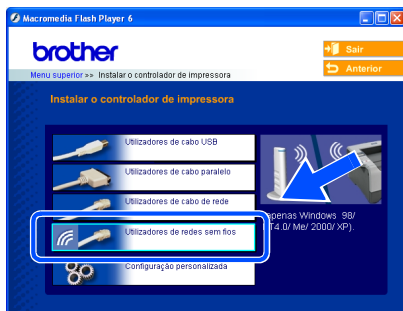 Macromedia Flash Player 6
brother
Sair
Anterior
Menu superior >> Instalar o controlador de impressora
Instalar o controlador de impressora
Utilizadores de cabo USB
Utilizadores de cabo paralelo
Utilizadores de cabo de rede
Utilizadores de redes sem fios
Configuração personalizada
apenas Windows 98/
T4.0/ Me/ 2000/ XP).